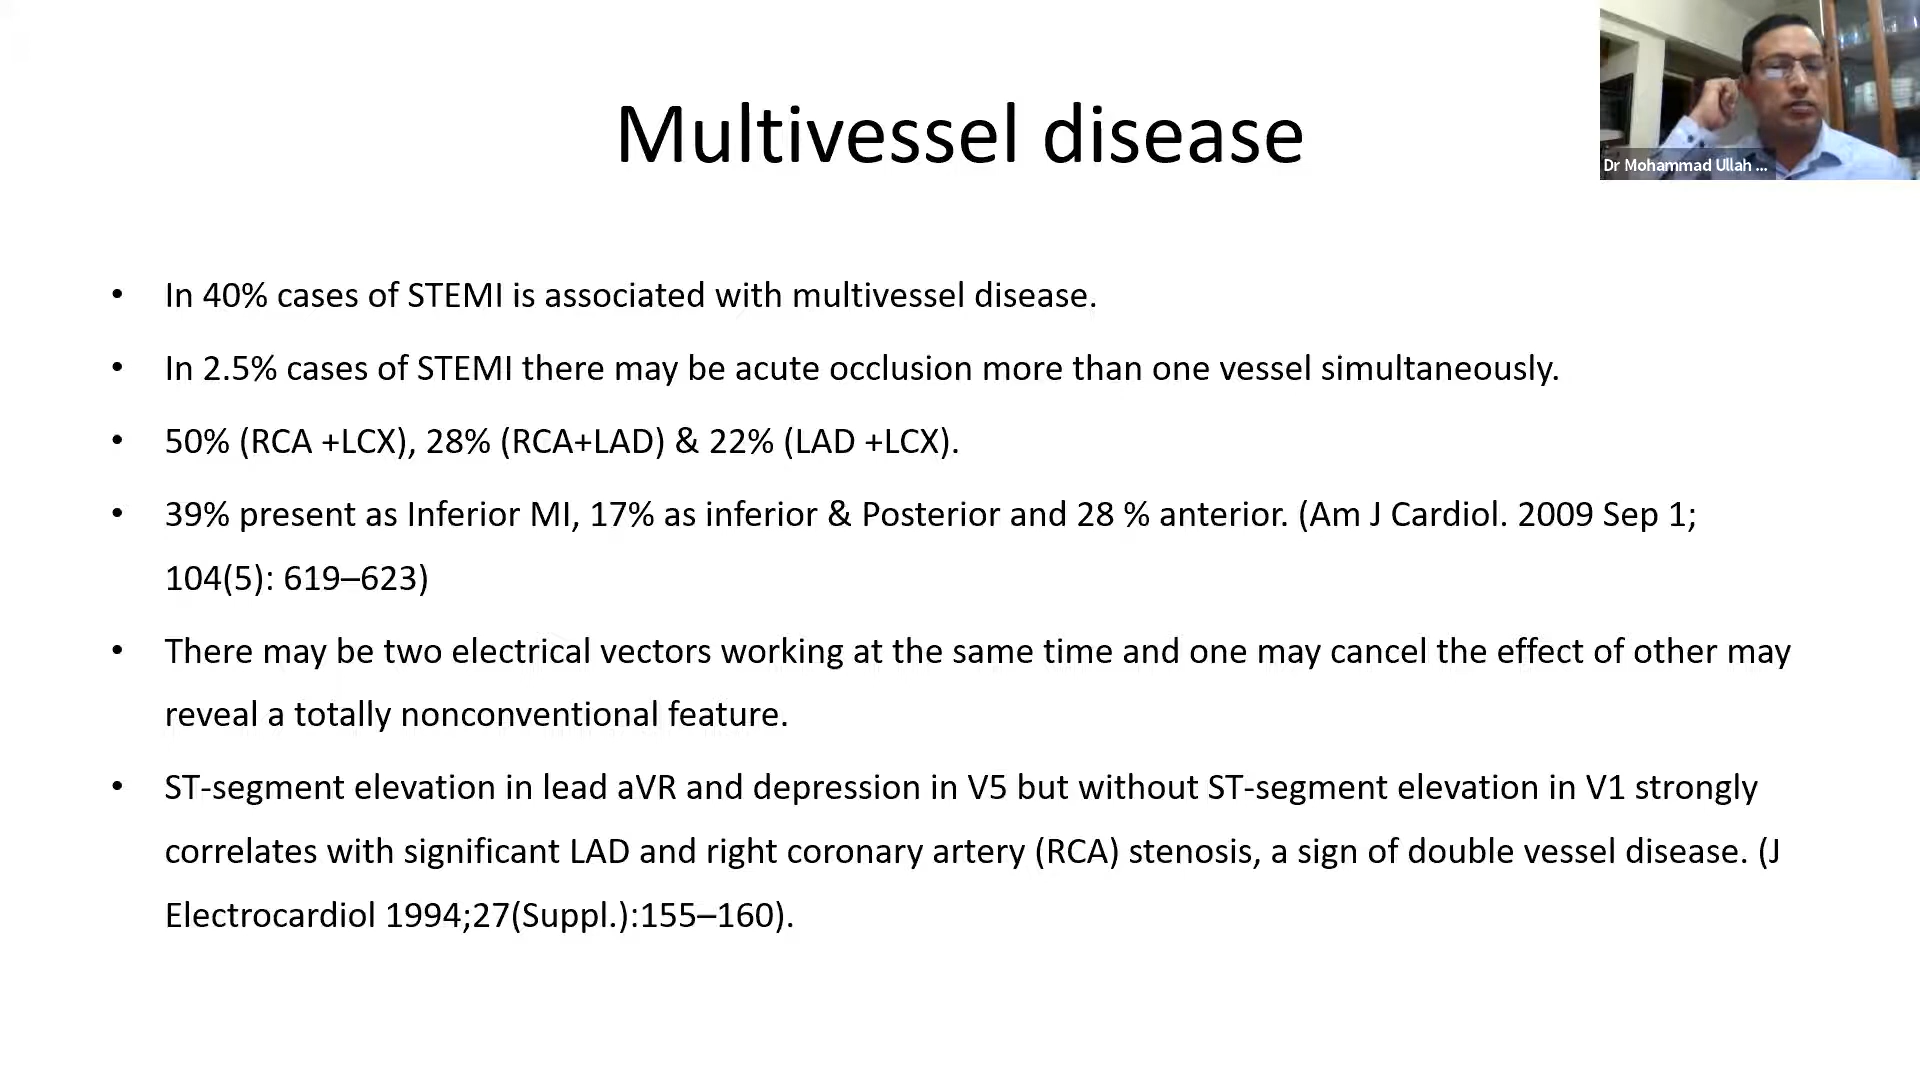 Multivessel disease
Dr Mohammad Ullah ...
• In 40% cases of STEMI is associated with multivessel disease.
• In 2.5% cases of STEMI there may be acute occlusion more than one vessel simultaneously.
• 50% (RCA +LCX), 28% (RCA+LAD) & 22% (LAD +LCX).
• 39% present as Inferior MI, 17% as inferior & Posterior and 28 % anterior. (Am J Cardiol. 2009 Sep 1;
104(5): 619–623)
• There may be two electrical vectors working at the same time and one may cancel the effect of other may
reveal a totally nonconventional feature.
• ST-segment elevation in lead aVR and depression in V5 but without ST-segment elevation in V1 strongly
correlates with significant LAD and right coronary artery (RCA) stenosis, a sign of double vessel disease. (J
Electrocardiol 1994;27(Suppl.):155–160).